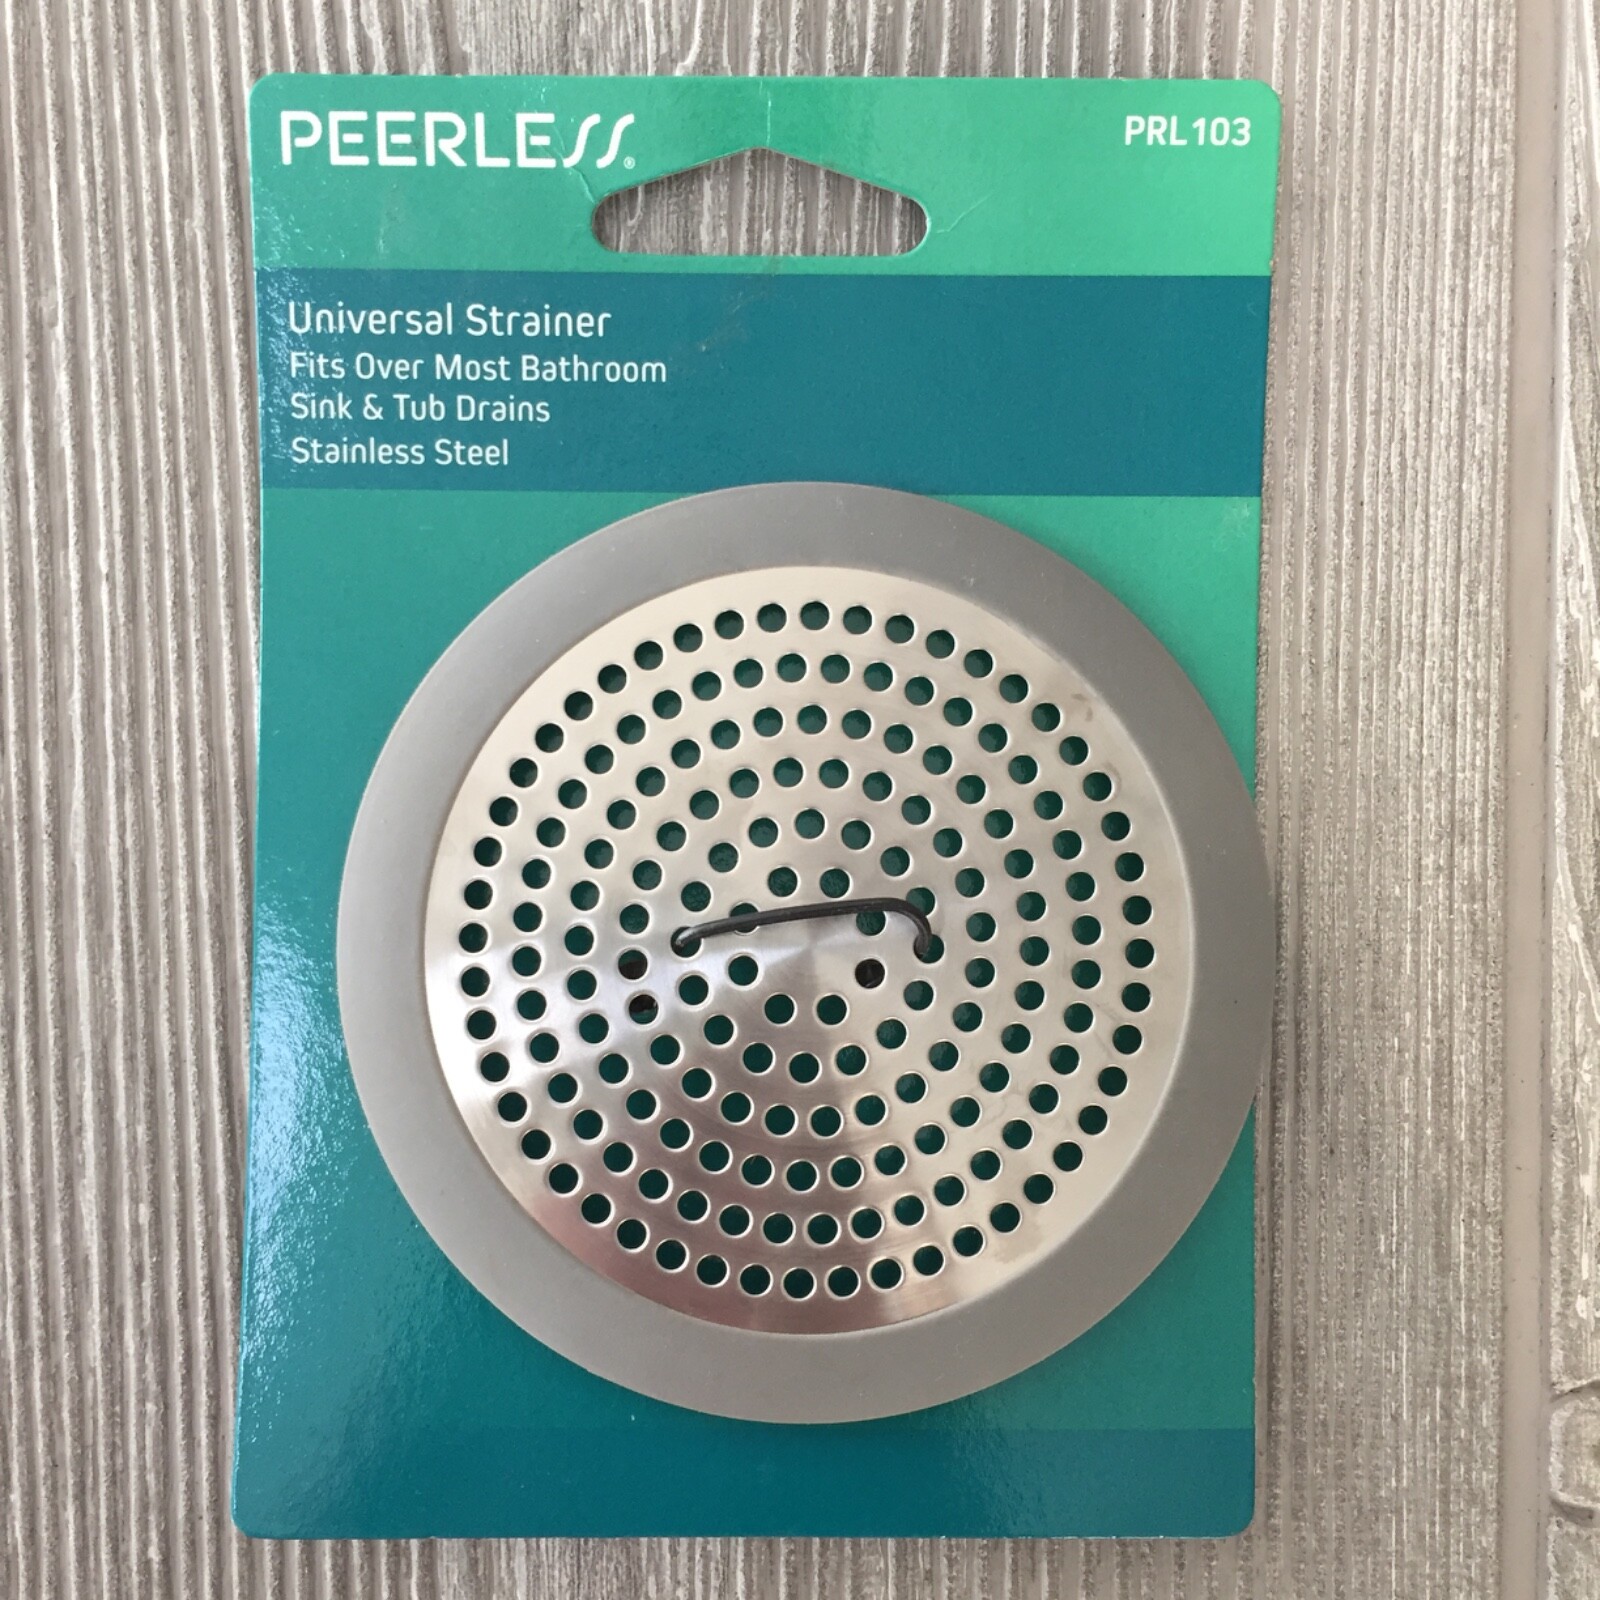 PEERLESS®
PRL103
Universal Strainer
Fits Over Most Bathroom
Sink & Tub Drains
Stainless Steel